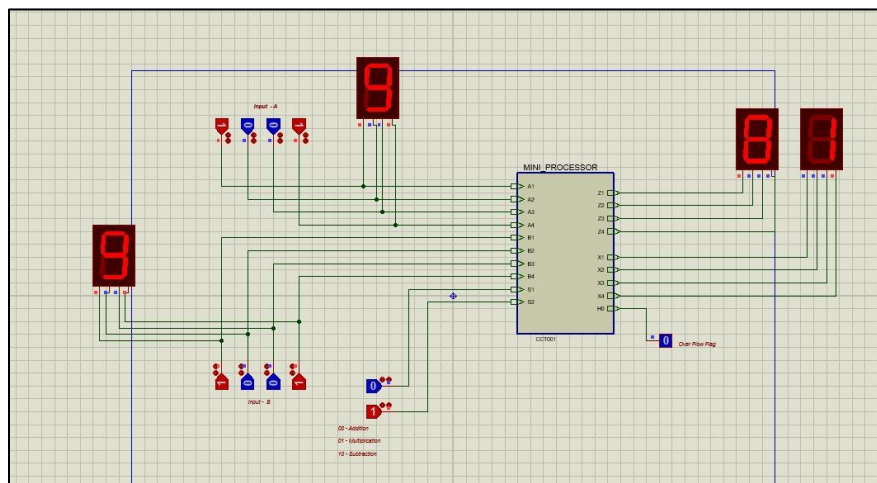 9
Input - A
1 0 0 1
8 1
MINI_PROCESSOR
A1 Z1
A2 Z2
A3 Z3
A4 Z4
B1 X1
B2 X2
B3 X3
B4 X4
S1 H0
S2
9
CCT001
0 Over Flow Flag
1 0 0 1
Input - B
0
1
00 - Addition
01 - Multiplication
10 - Subtraction